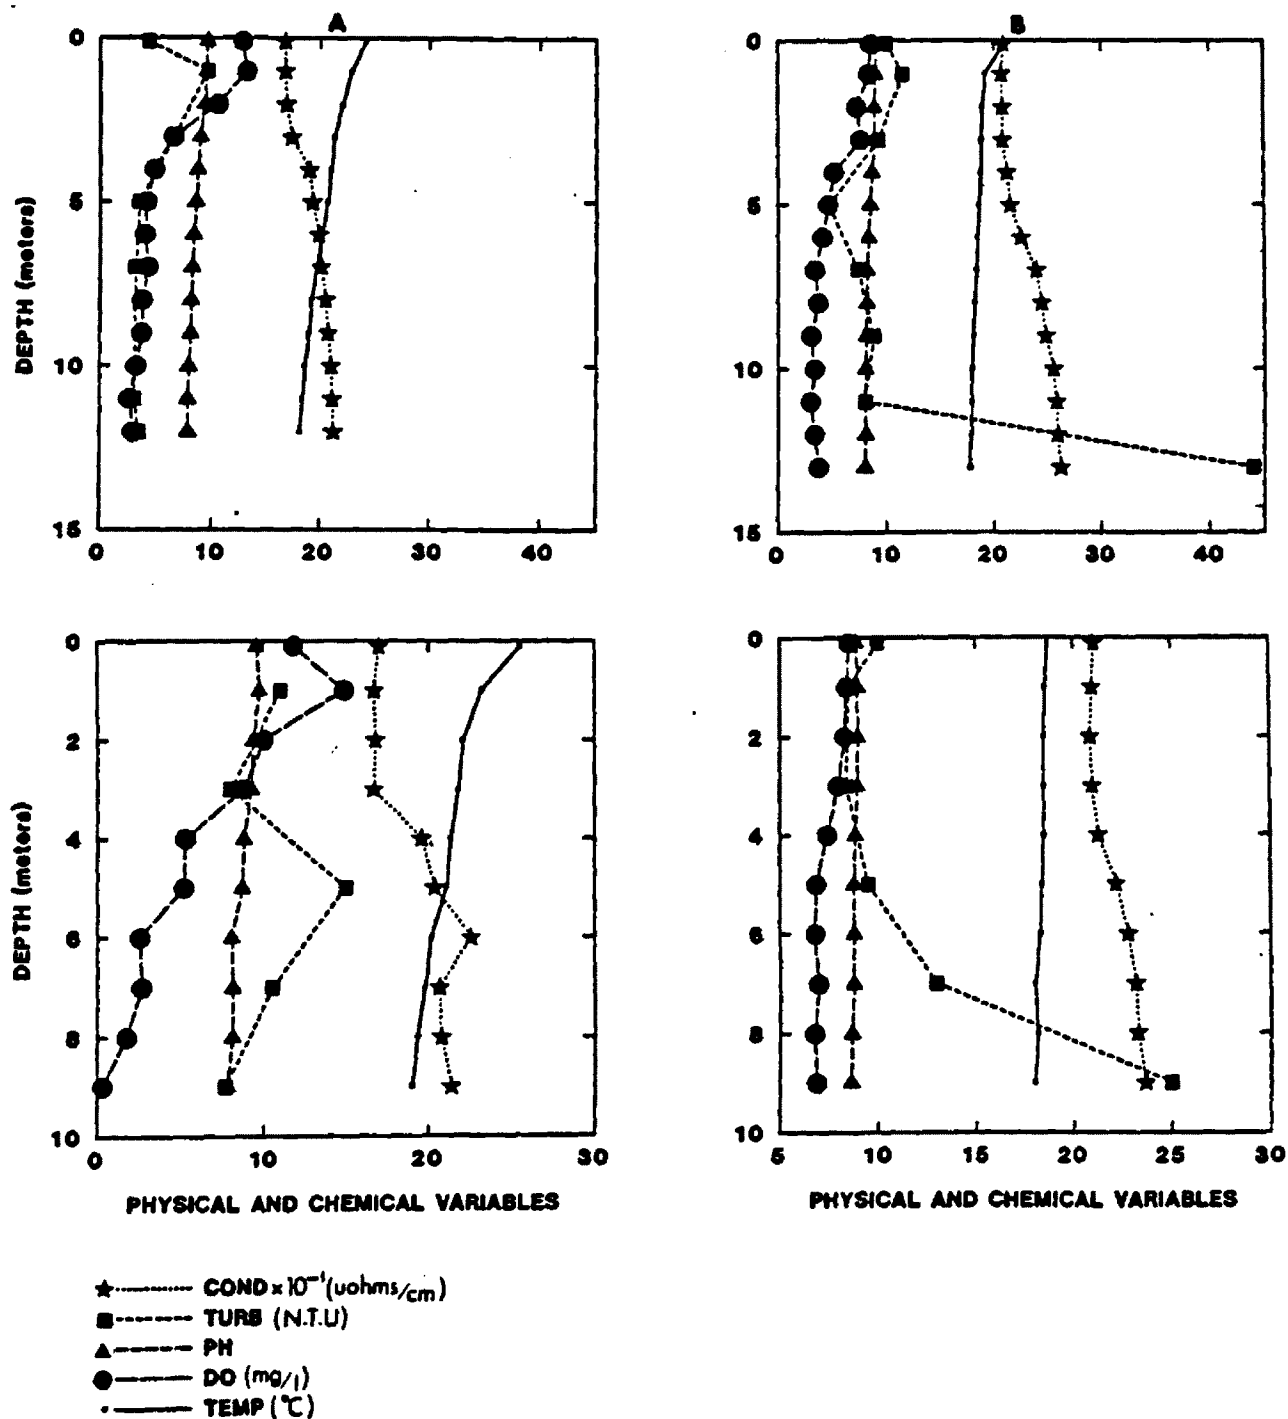 A
B
0
5
10
15
DEPTH (meters)
0 10 20 30 40
0
5
10
15
0 10 20 30 40
0
2
4
6
8
10
DEPTH (meters)
0 10 20 30
PHYSICAL AND CHEMICAL VARIABLES
0
2
4
6
8
10
5 10 15 20 25 30
PHYSICAL AND CHEMICAL VARIABLES
COND x 10⁻¹ (uohms/cm)
TURB (N.T.U)
PH
DO (mg/l)
TEMP (°C)